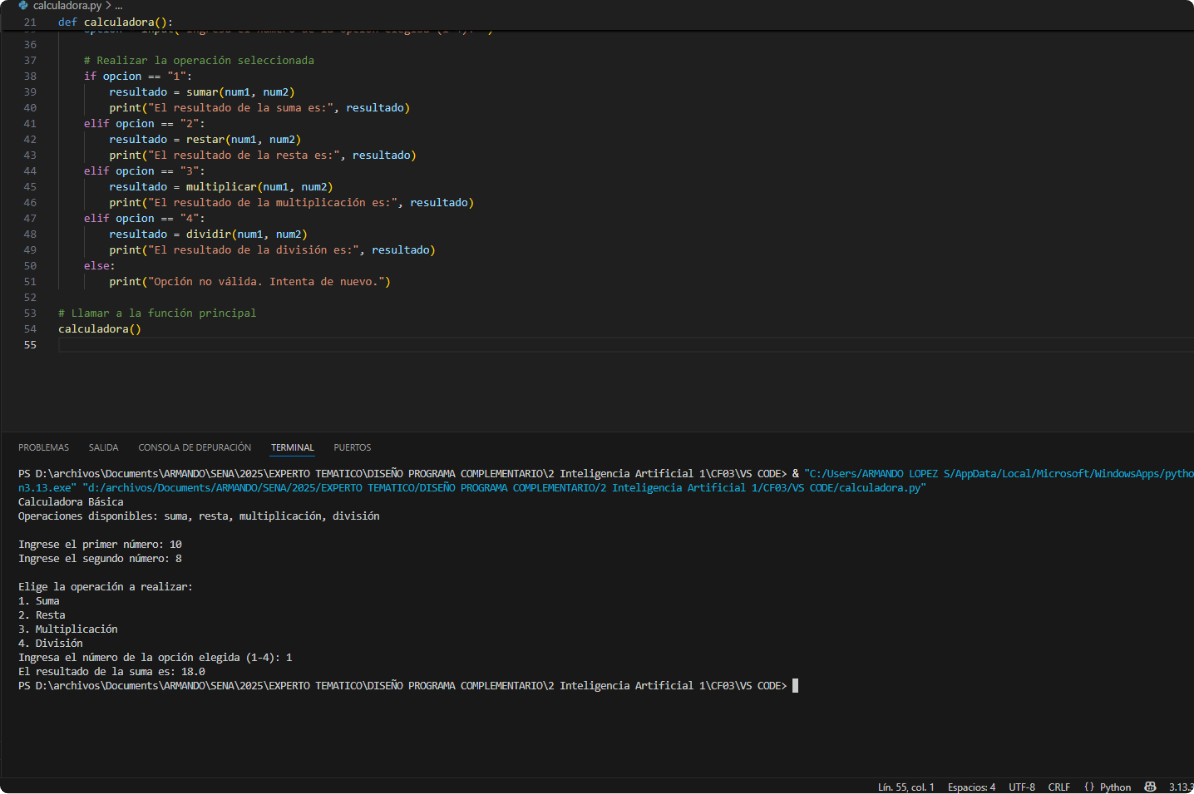 calculadora.py > ...
21 def calculadora():
36
37 # Realizar la operación seleccionada
38 if opcion == "1":
39 resultado = sumar(num1, num2)
40 print("El resultado de la suma es:", resultado)
41 elif opcion == "2":
42 resultado = restar(num1, num2)
43 print("El resultado de la resta es:", resultado)
44 elif opcion == "3":
45 resultado = multiplicar(num1, num2)
46 print("El resultado de la multiplicación es:", resultado)
47 elif opcion == "4":
48 resultado = dividir(num1, num2)
49 print("El resultado de la división es:", resultado)
50 else:
51 print("Opción no válida. Intenta de nuevo.")
52
53 # Llamar a la función principal
54 calculadora()
55
PROBLEMAS SALIDA CONSOLA DE DEPURACIÓN TERMINAL PUERTOS
PS D:\archivos\Documents\ARMANDO\SENA\2025\EXPERTO TEMATICO\DISEÑO PROGRAMA COMPLEMENTARIO\2 Inteligencia Artificial 1\CF03\VS CODE> & "C:/Users/ARMANDO LOPEZ S/AppData/Local/Microsoft/WindowsApps/pytho
n3.13.exe" "d:/archivos/Documents/ARMANDO/SENA/2025/EXPERTO TEMATICO/DISEÑO PROGRAMA COMPLEMENTARIO/2 Inteligencia Artificial 1/CF03/VS CODE/calculadora.py"
Calculadora Básica
Operaciones disponibles: suma, resta, multiplicación, división
Ingrese el primer número: 10
Ingrese el segundo número: 8
Elige la operación a realizar:
1. Suma
2. Resta
3. Multiplicación
4. División
Ingresa el número de la opción elegida (1-4): 1
El resultado de la suma es: 18.0
PS D:\archivos\Documents\ARMANDO\SENA\2025\EXPERTO TEMATICO\DISEÑO PROGRAMA COMPLEMENTARIO\2 Inteligencia Artificial 1\CF03\VS CODE>
Lín. 55, col. 1 Espacios: 4 UTF-8 CRLF {} Python 3.13.